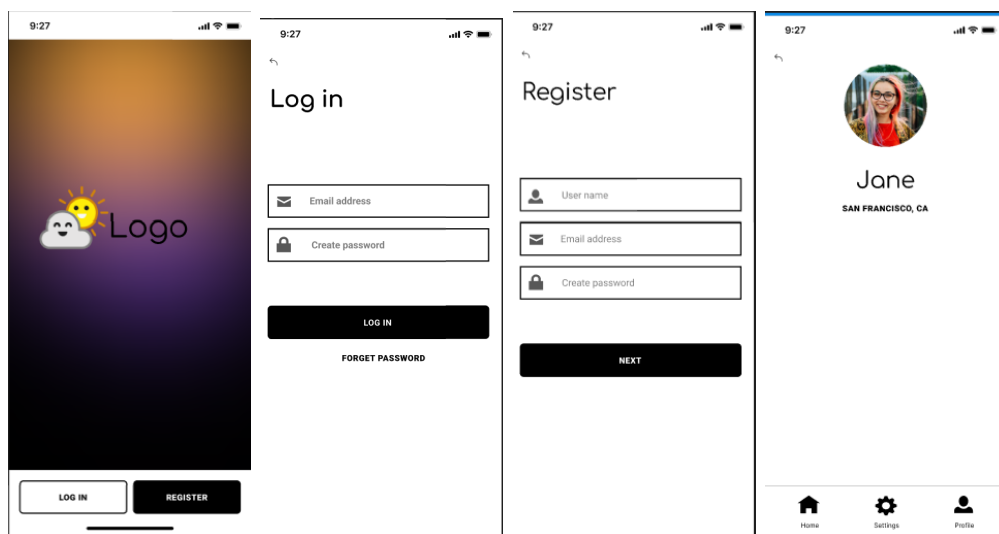 9:27
Logo
LOG IN
REGISTER
9:27
Log in
Email address
Create password
LOG IN
FORGET PASSWORD
9:27
Register
User name
Email address
Create password
NEXT
9:27
Jane
SAN FRANCISCO, CA
Home
Settings
Profile